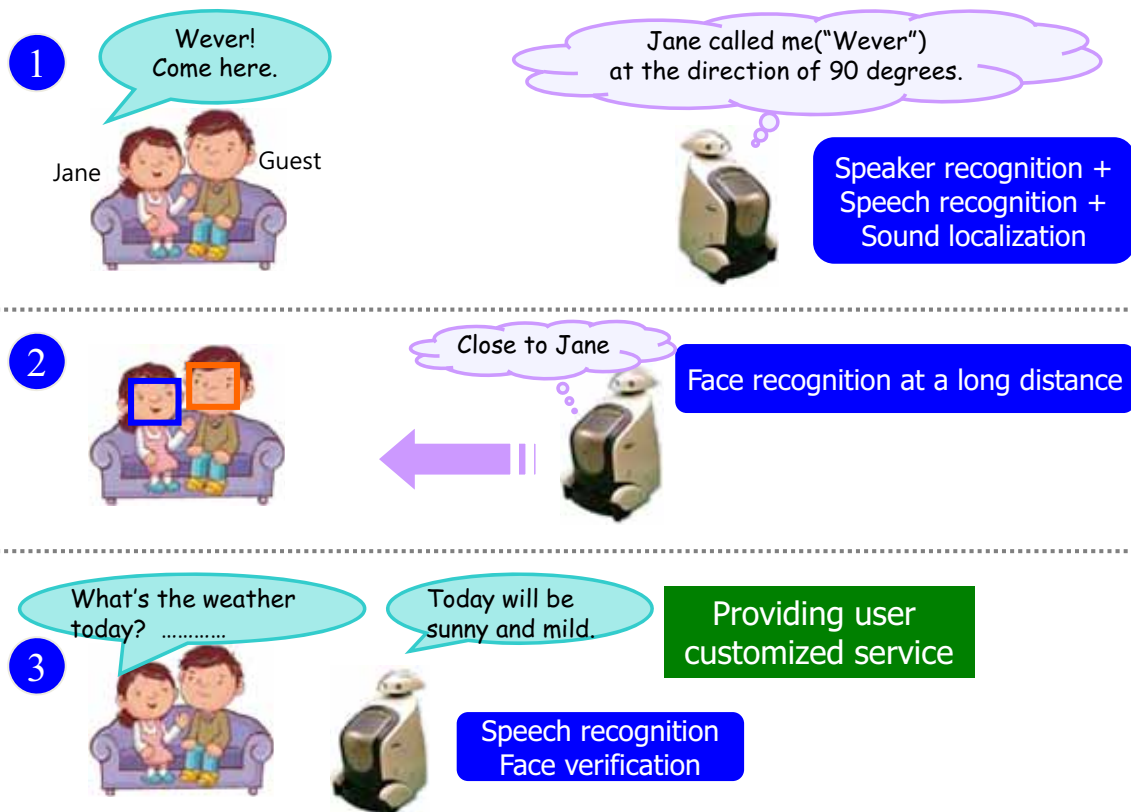 1
Wever!
Come here.
Jane called me(“Wever”)
at the direction of 90 degrees.
Jane
Guest
Speaker recognition +
Speech recognition +
Sound localization
2
Close to Jane
Face recognition at a long distance
3
What’s the weather
today? ............
Today will be
sunny and mild.
Providing user
customized service
Speech recognition
Face verification